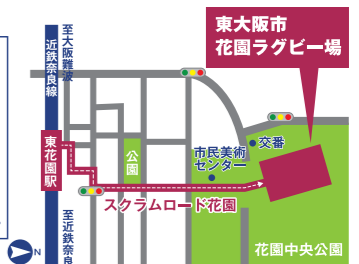 東大阪市
花園ラグビー場
至大阪難波
近鉄奈良線
東花園駅
公園
市民美術
センター
交番
スクラムロード花園
至近鉄奈良
花園中央公園
N